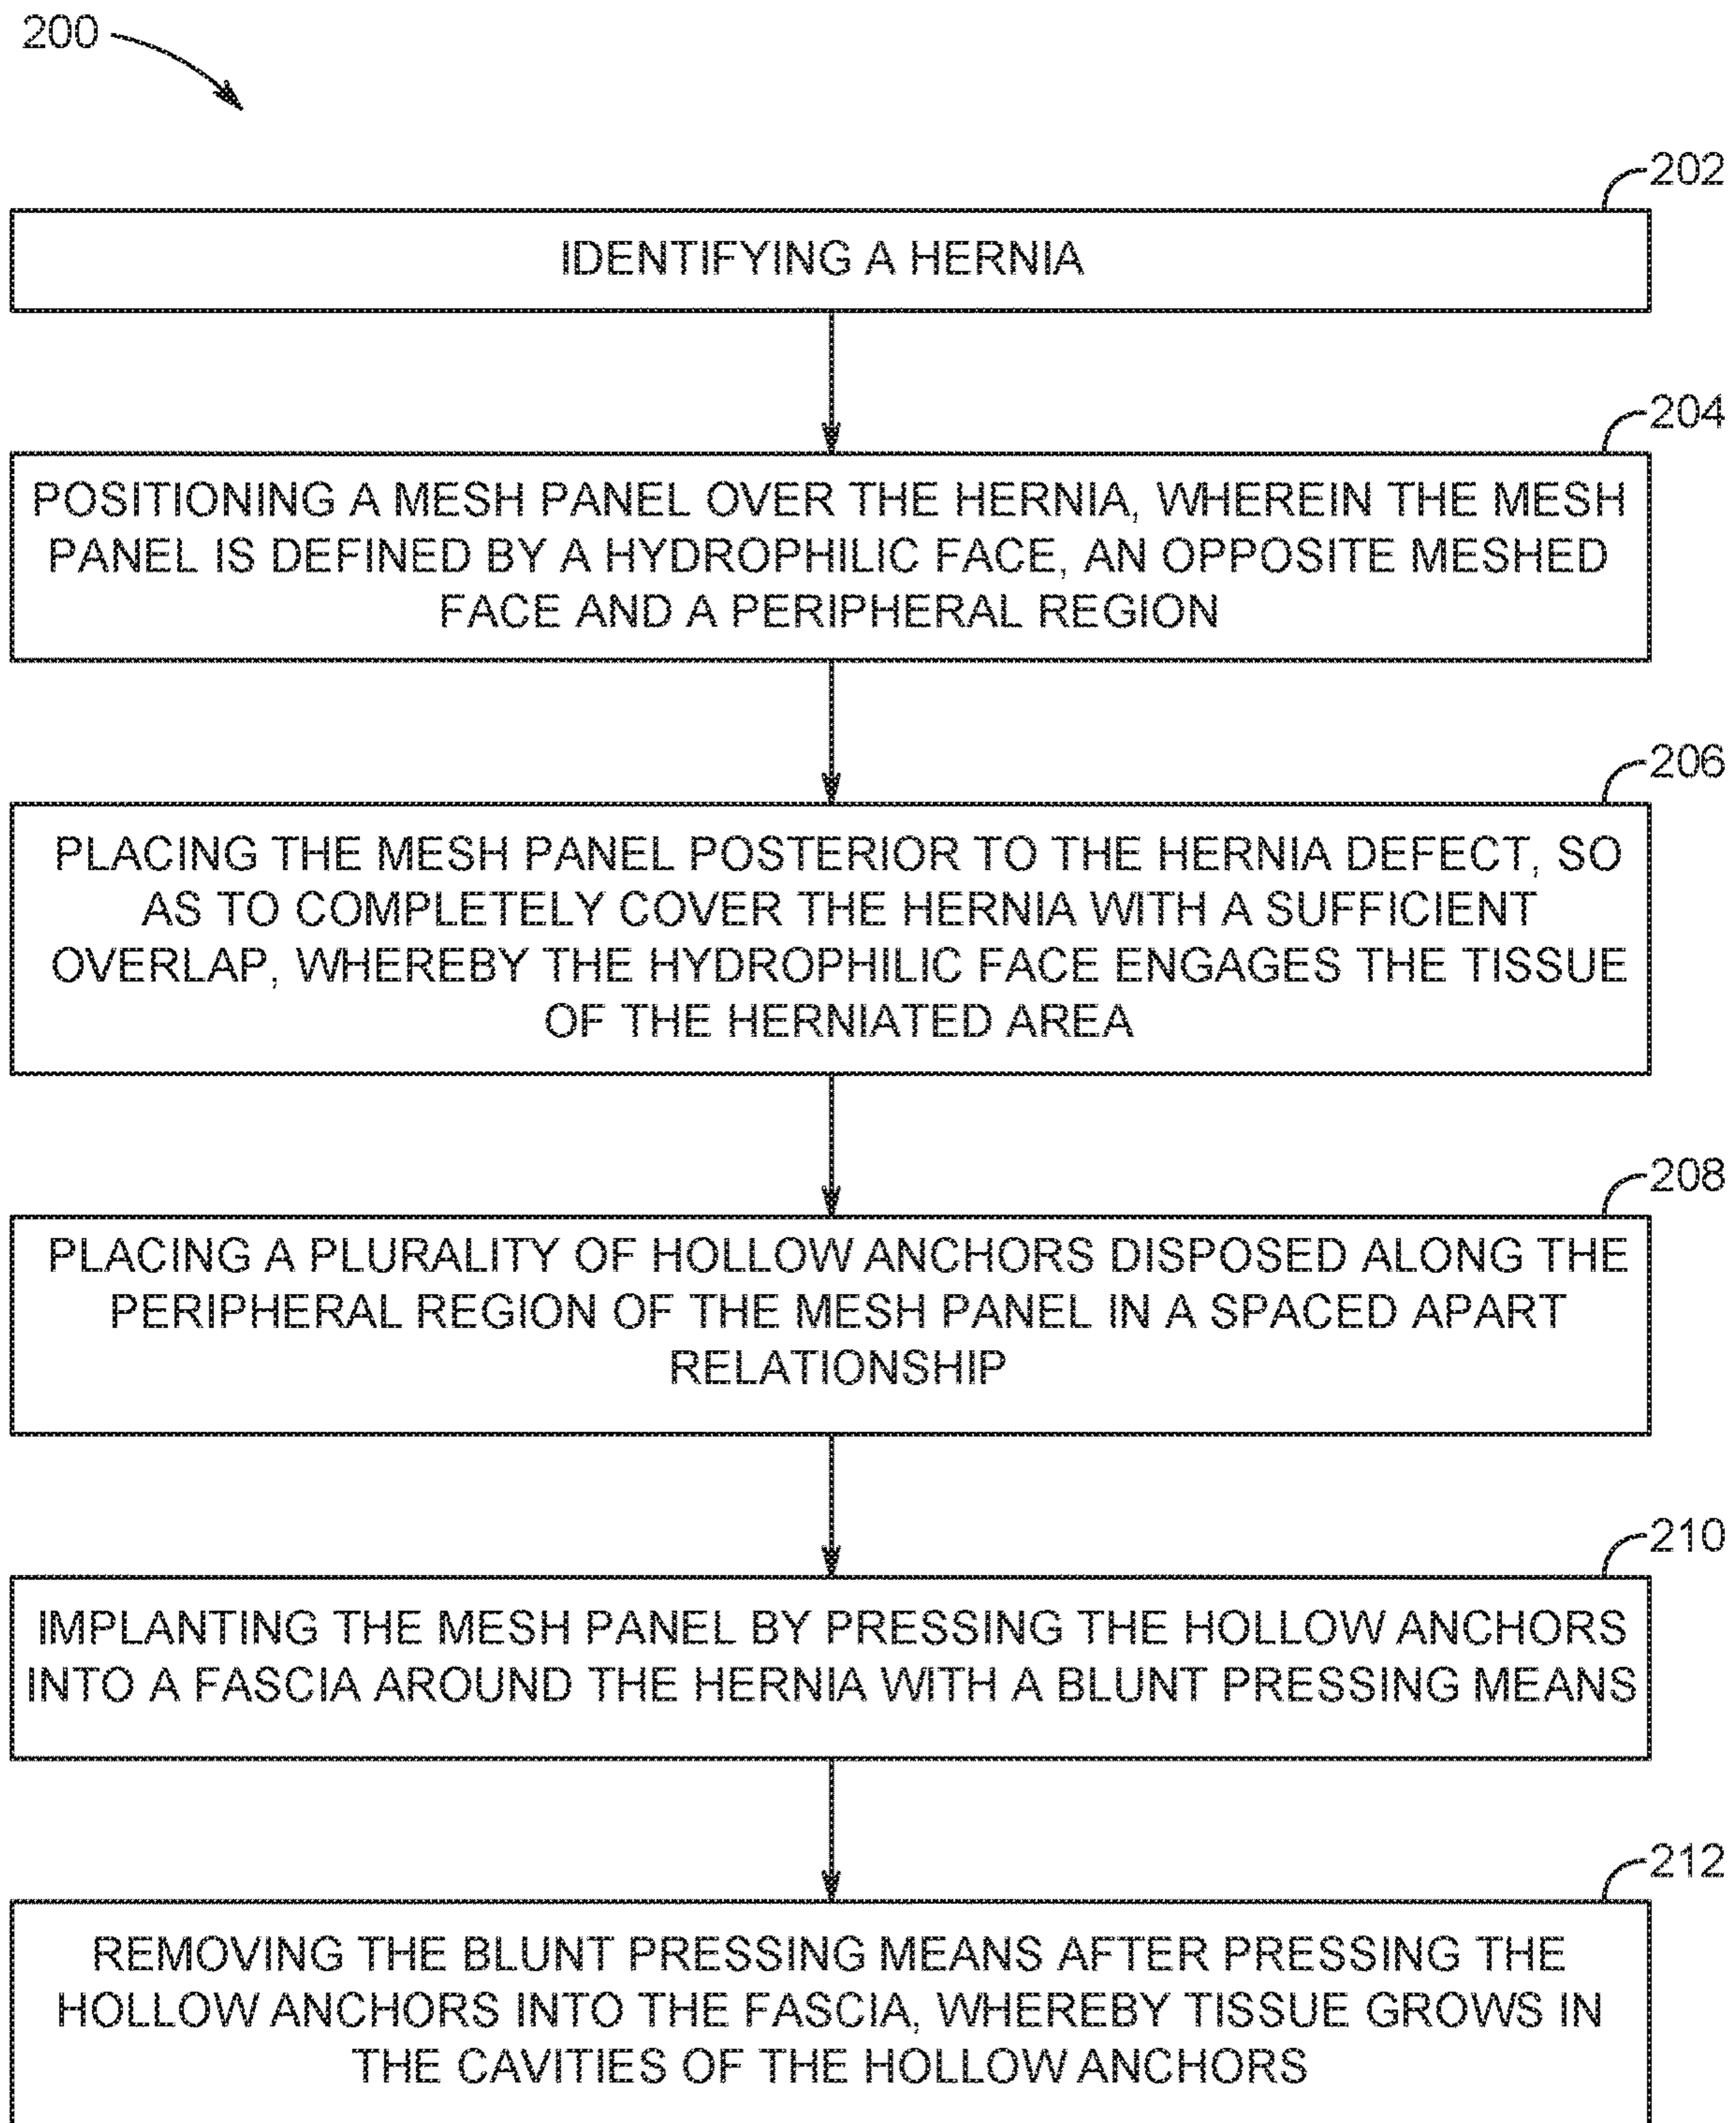 200
202
IDENTIFYING A HERNIA
204
POSITIONING A MESH PANEL OVER THE HERNIA, WHEREIN THE MESH
PANEL IS DEFINED BY A HYDROPHILIC FACE, AN OPPOSITE MESHED
FACE AND A PERIPHERAL REGION
206
PLACING THE MESH PANEL POSTERIOR TO THE HERNIA DEFECT, SO
AS TO COMPLETELY COVER THE HERNIA WITH A SUFFICIENT
OVERLAP, WHEREBY THE HYDROPHILIC FACE ENGAGES THE TISSUE
OF THE HERNIATED AREA
208
PLACING A PLURALITY OF HOLLOW ANCHORS DISPOSED ALONG THE
PERIPHERAL REGION OF THE MESH PANEL IN A SPACED APART
RELATIONSHIP
210
IMPLANTING THE MESH PANEL BY PRESSING THE HOLLOW ANCHORS
INTO A FASCIA AROUND THE HERNIA WITH A BLUNT PRESSING MEANS
212
REMOVING THE BLUNT PRESSING MEANS AFTER PRESSING THE
HOLLOW ANCHORS INTO THE FASCIA, WHEREBY TISSUE GROWS IN
THE CAVITIES OF THE HOLLOW ANCHORS